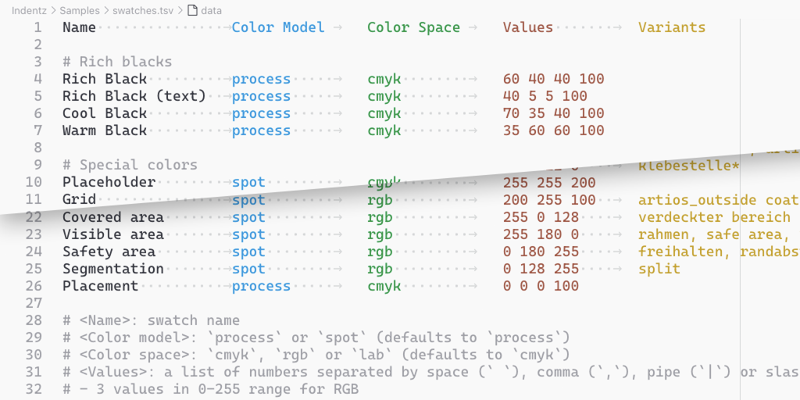 Indentz > Samples > swatches.tsv > data
1 Name Color Model Color Space Values Variants
2
3 # Rich blacks
4 Rich Black process cmyk 60 40 40 100
5 Rich Black (text) process cmyk 40 5 5 100
6 Cool Black process cmyk 70 35 40 100
7 Warm Black process cmyk 35 60 60 100
8
9 # Special colors klebestelle*
10 Placeholder spot cmyk 255 255 200
11 Grid spot rgb 200 255 100 artios_outside coat
22 Covered area spot rgb 255 0 128 verdeckter bereich
23 Visible area spot rgb 255 180 0 rahmen, safe area,
24 Safety area spot rgb 0 180 255 freihalten, randabs
25 Segmentation spot rgb 0 128 255 split
26 Placement process cmyk 0 0 0 100
27
28 # <Name>: swatch name
29 # <Color model>: `process` or `spot` (defaults to `process`)
30 # <Color space>: `cmyk`, `rgb` or `lab` (defaults to `cmyk`)
31 # <Values>: a list of numbers separated by space (` `), comma (`,`), pipe (`|`) or slas
32 # - 3 values in 0-255 range for RGB